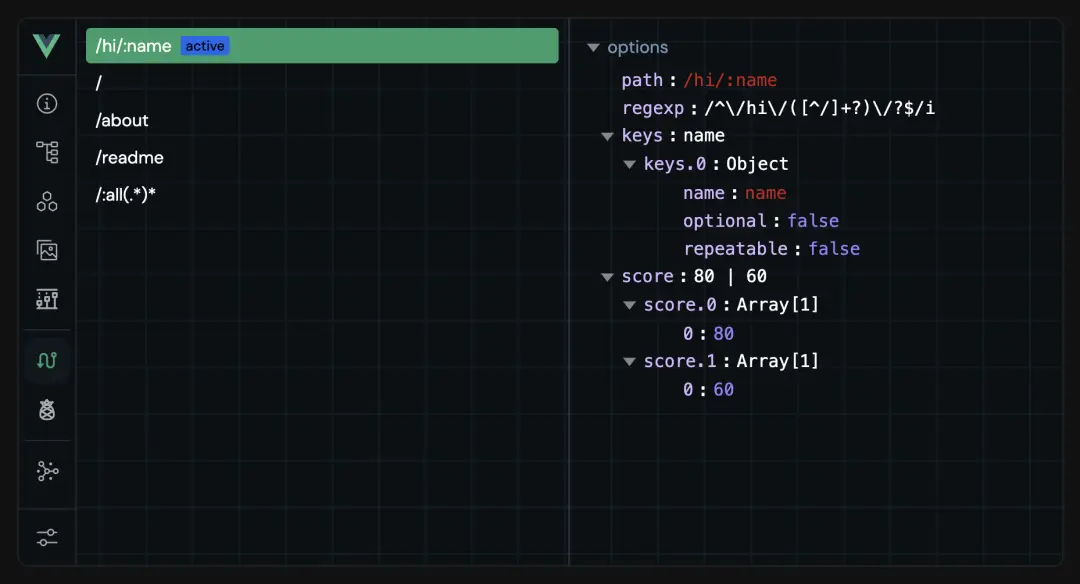 /hi/:name active
/
/about
/readme
/:all(.*)*
options
path : /hi/:name
regexp : /^\/hi\/([^/]+?)\/?$/i
keys : name
keys.0 : Object
name : name
optional : false
repeatable : false
score : 80 | 60
score.0 : Array[1]
0 : 80
score.1 : Array[1]
0 : 60